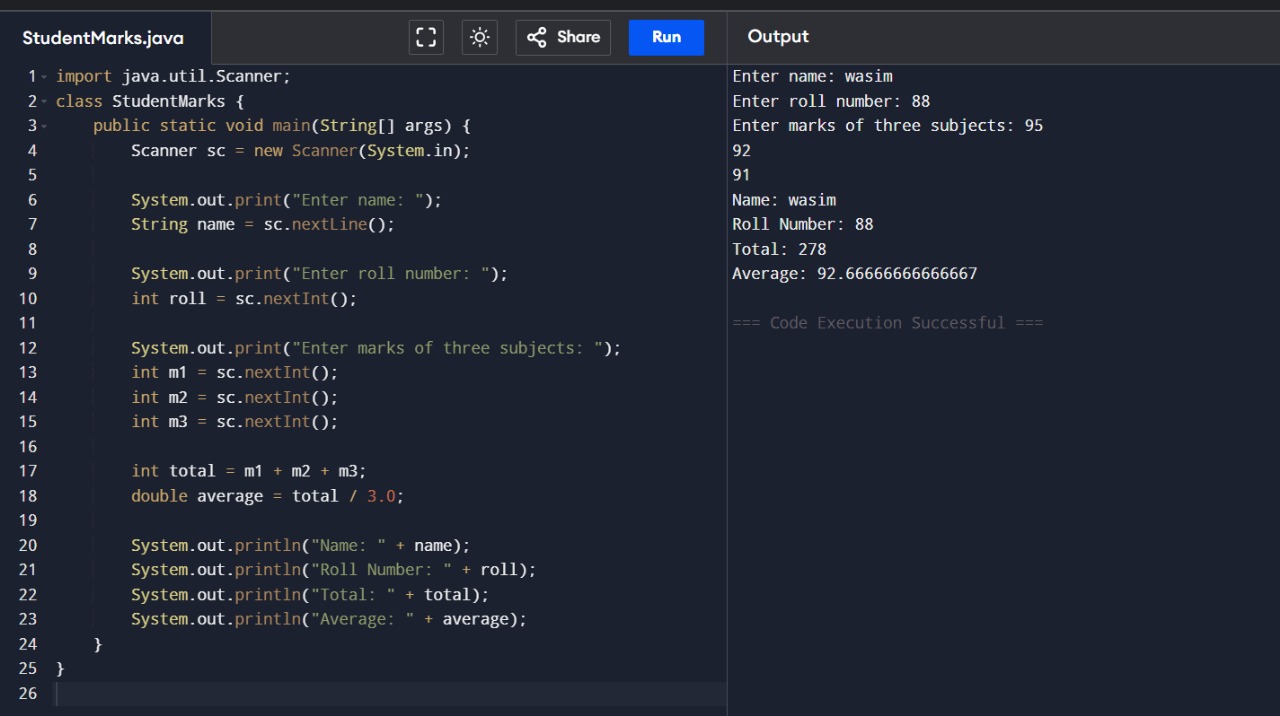 StudentMarks.java
Share
Run
Output
1 import java.util.Scanner;
2 class StudentMarks {
3     public static void main(String[] args) {
4         Scanner sc = new Scanner(System.in);
5
6         System.out.print("Enter name: ");
7         String name = sc.nextLine();
8
9         System.out.print("Enter roll number: ");
10         int roll = sc.nextInt();
11
12         System.out.print("Enter marks of three subjects: ");
13         int m1 = sc.nextInt();
14         int m2 = sc.nextInt();
15         int m3 = sc.nextInt();
16
17         int total = m1 + m2 + m3;
18         double average = total / 3.0;
19
20         System.out.println("Name: " + name);
21         System.out.println("Roll Number: " + roll);
22         System.out.println("Total: " + total);
23         System.out.println("Average: " + average);
24     }
25 }
26
Enter name: wasim
Enter roll number: 88
Enter marks of three subjects: 95
92
91
Name: wasim
Roll Number: 88
Total: 278
Average: 92.66666666666667

=== Code Execution Successful ===